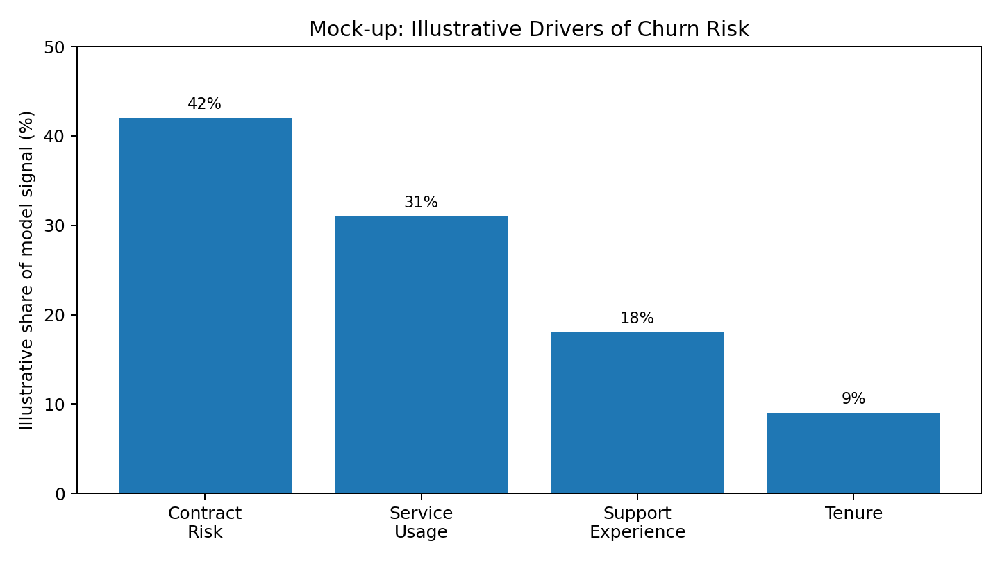 Mock-up: Illustrative Drivers of Churn Risk
Illustrative share of model signal (%)
50
40
30
20
10
0
42%
31%
18%
9%
Contract
Risk
Service
Usage
Support
Experience
Tenure